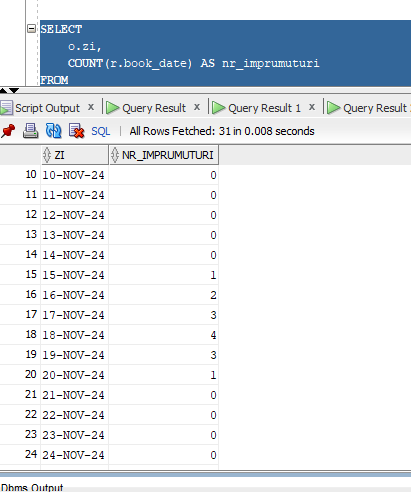 SELECT
o.zi,
COUNT(r.book_date) AS nr_imprumuturi
FROM
Script Output x Query Result x Query Result 1 x Query Result
SQL | All Rows Fetched: 31 in 0.008 seconds
ZI NR_IMPRUMUTURI
10 10-NOV-24 0
11 11-NOV-24 0
12 12-NOV-24 0
13 13-NOV-24 0
14 14-NOV-24 0
15 15-NOV-24 1
16 16-NOV-24 2
17 17-NOV-24 3
18 18-NOV-24 4
19 19-NOV-24 3
20 20-NOV-24 1
21 21-NOV-24 0
22 22-NOV-24 0
23 23-NOV-24 0
24 24-NOV-24 0
Dbms Output